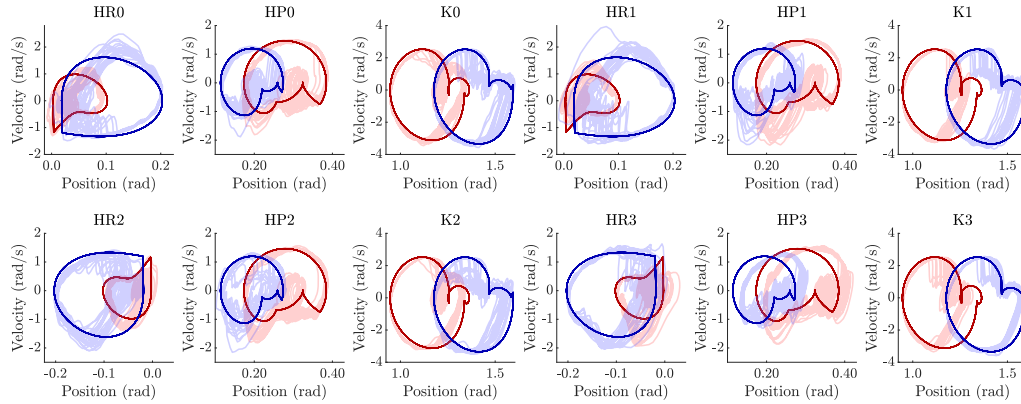 HR0 HP0 K0 HR1 HP1 K1
Velocity (rad/s) Velocity (rad/s) Velocity (rad/s) Velocity (rad/s) Velocity (rad/s) Velocity (rad/s)
2 2 4 2 2 4
1 1 2 1 1 2
0 0 0 0 0 0
-1 -1 -2 -1 -1 -2
-2 -2 -4 -2 -2 -4
0.0 0.1 0.2 0.20 0.40 1.0 1.5 0.0 0.1 0.2 0.20 0.40 1.0 1.5
Position (rad) Position (rad) Position (rad) Position (rad) Position (rad) Position (rad)
HR2 HP2 K2 HR3 HP3 K3
Velocity (rad/s) Velocity (rad/s) Velocity (rad/s) Velocity (rad/s) Velocity (rad/s) Velocity (rad/s)
2 2 4 2 2 4
1 1 2 1 1 2
0 0 0 0 0 0
-1 -1 -2 -1 -1 -2
-2 -2 -4 -2 -2 -4
-0.2 -0.1 0.0 0.20 0.40 1.0 1.5 -0.2 -0.1 0.0 0.20 0.40 1.0 1.5
Position (rad) Position (rad) Position (rad) Position (rad) Position (rad) Position (rad)